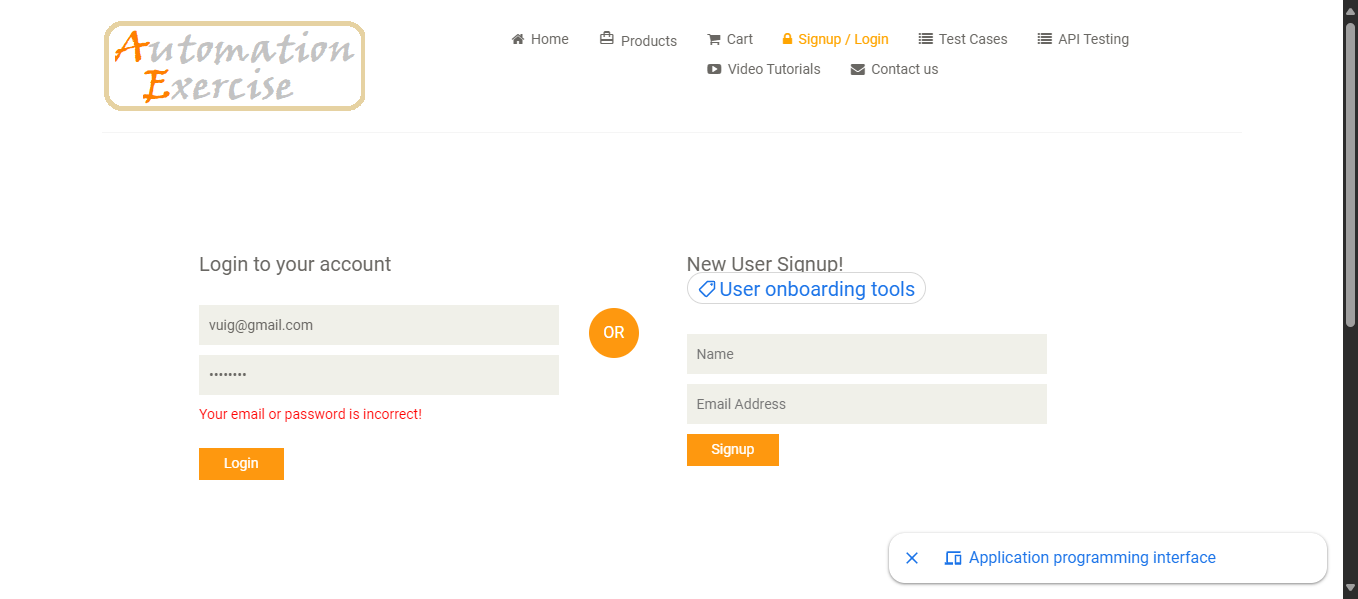 Automation
Exercise
Home Products Cart Signup / Login Test Cases API Testing
Video Tutorials Contact us
Login to your account
vuig@gmail.com
••••••••
Your email or password is incorrect!
Login
OR
New User Signup!
User onboarding tools
Name
Email Address
Signup
Application programming interface